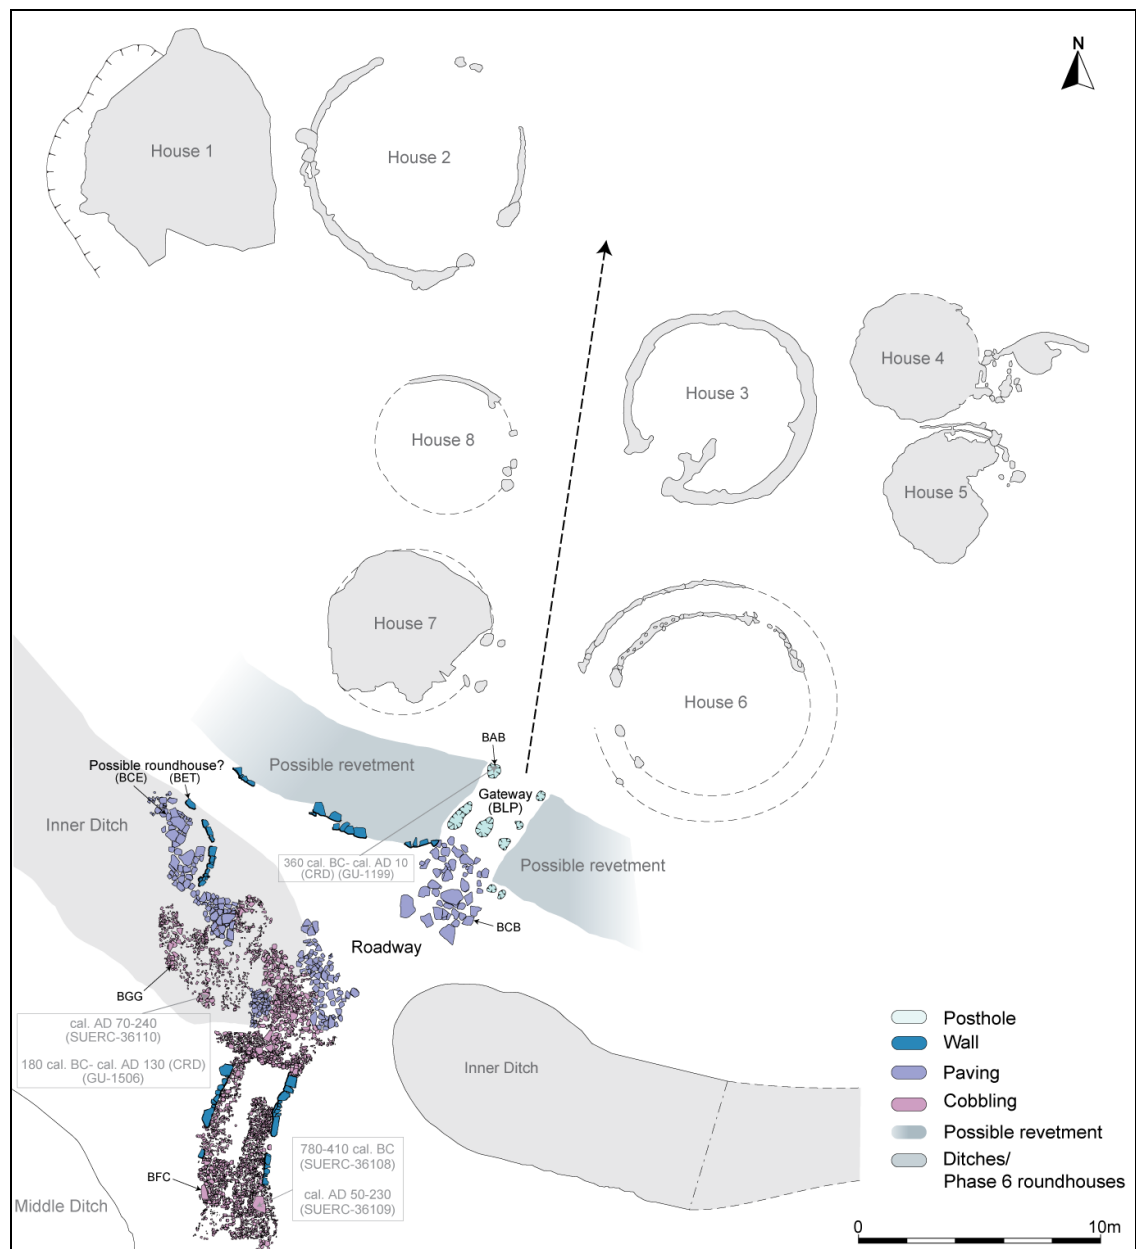 N
House 1
House 2
House 3
House 4
House 8
House 5
House 7
House 6
BAB
Possible roundhouse?
(BCE)
(BET)
Possible revetment
Gateway
(BLP)
Inner Ditch
360 cal. BC- cal. AD 10
(CRD) (GU-1199)
Possible revetment
BCB
Roadway
BGG
cal. AD 70-240
(SUERC-36110)
180 cal. BC- cal. AD 130 (CRD)
(GU-1506)
Inner Ditch
780-410 cal. BC
(SUERC-36108)
cal. AD 50-230
(SUERC-36109)
BFC
Middle Ditch
Posthole
Wall
Paving
Cobbling
Possible revetment
Ditches/
Phase 6 roundhouses
0
10m